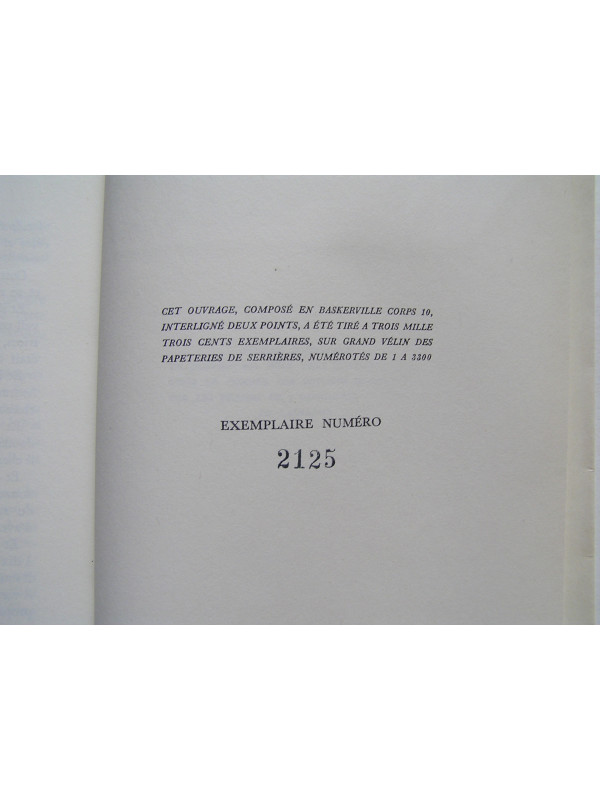 CET OUVRAGE, COMPOSÉ EN BASKERVILLE CORPS 10,
INTERLIGNÉ DEUX POINTS, A ÉTÉ TIRÉ A TROIS MILLE
TROIS CENTS EXEMPLAIRES, SUR GRAND VÉLIN DES
PAPETERIES DE SERRIÈRES, NUMÉROTÉS DE 1 A 3300
EXEMPLAIRE NUMÉRO
2125